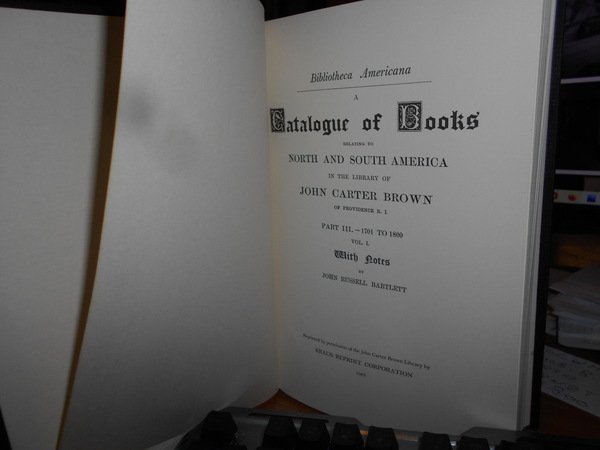 Bibliotheca Americana
A
Catalogue of Books
RELATING TO
NORTH AND SOUTH AMERICA
IN THE LIBRARY OF
JOHN CARTER BROWN
OF PROVIDENCE R. I.
PART III.—1701 TO 1800
VOL. I.
With Notes
BY
JOHN RUSSELL BARTLETT
Reprinted by permission of the John Carter Brown Library by
KRAUS REPRINT CORPORATION